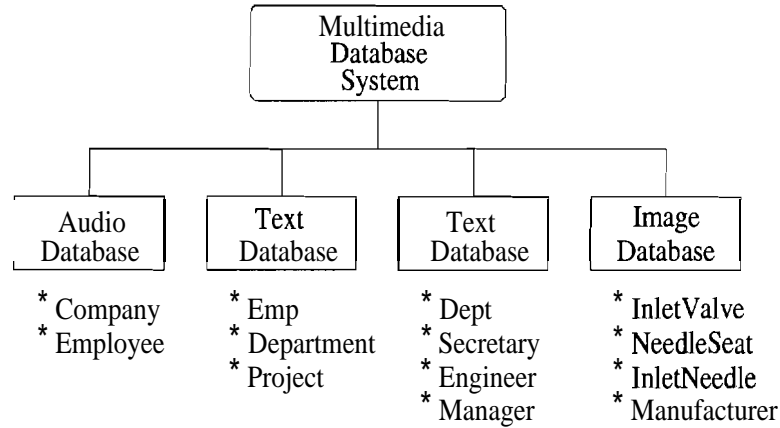 Multimedia
Database
System
Audio
Database
* Company
* Employee
Text
Database
* Emp
* Department
* Project
Text
Database
* Dept
* Secretary
* Engineer
* Manager
Image
Database
* InletValve
* NeedleSeat
* InletNeedle
* Manufacturer